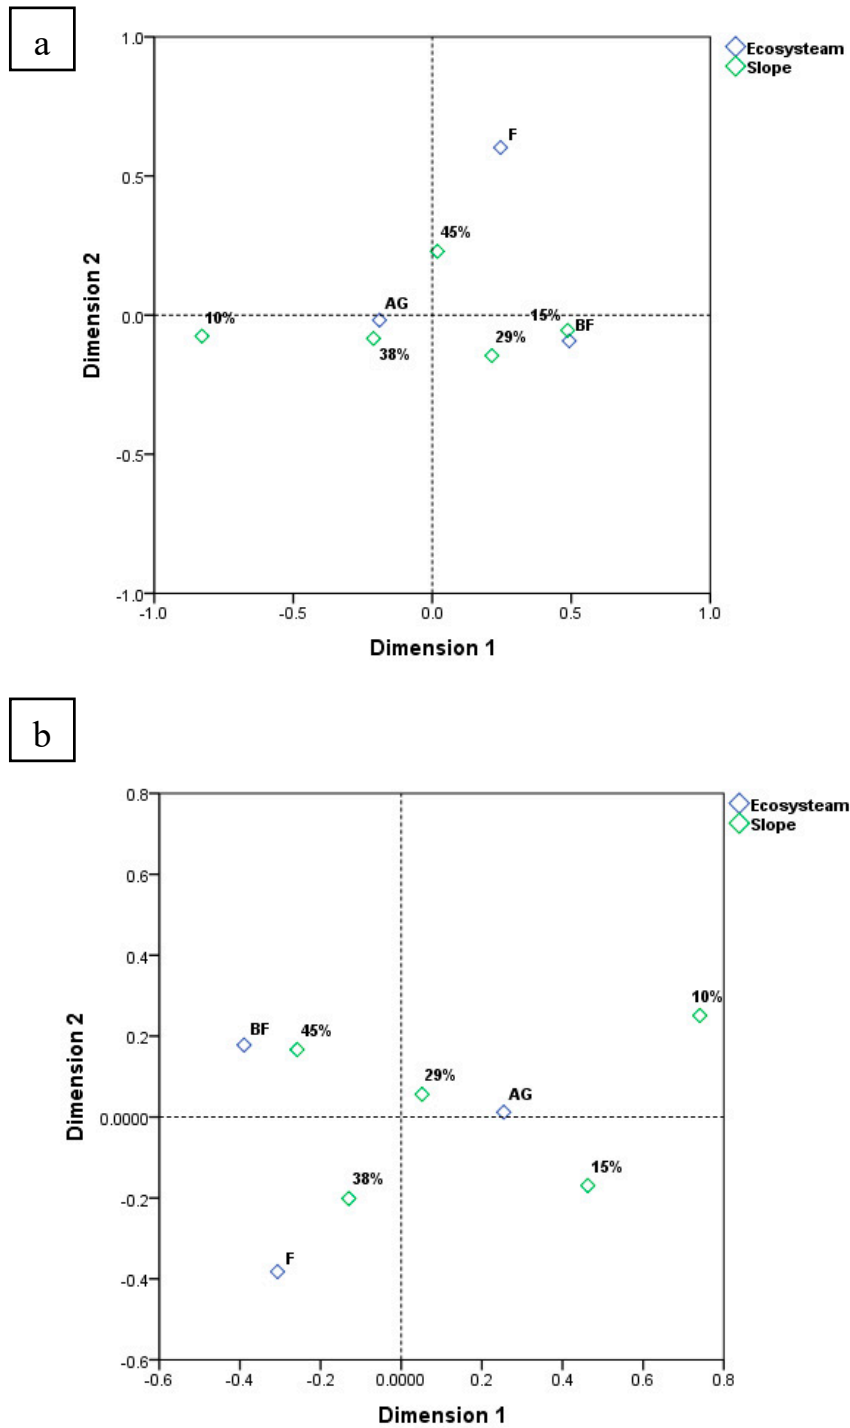 a
Ecosysteam
Slope
1.0
F
0.5
45%
Dimension 2
AG
0.0
10%
15%
BF
29%
38%
-0.5
-1.0
-1.0 -0.5 0.0 0.5 1.0
Dimension 1
b
Ecosysteam
Slope
0.8
0.6
0.4
10%
BF
45%
0.2
29%
AG
Dimension 2
0.0000
15%
38%
-0.2
F
-0.4
-0.6
-0.6 -0.4 -0.2 0.0000 0.2 0.4 0.6 0.8
Dimension 1